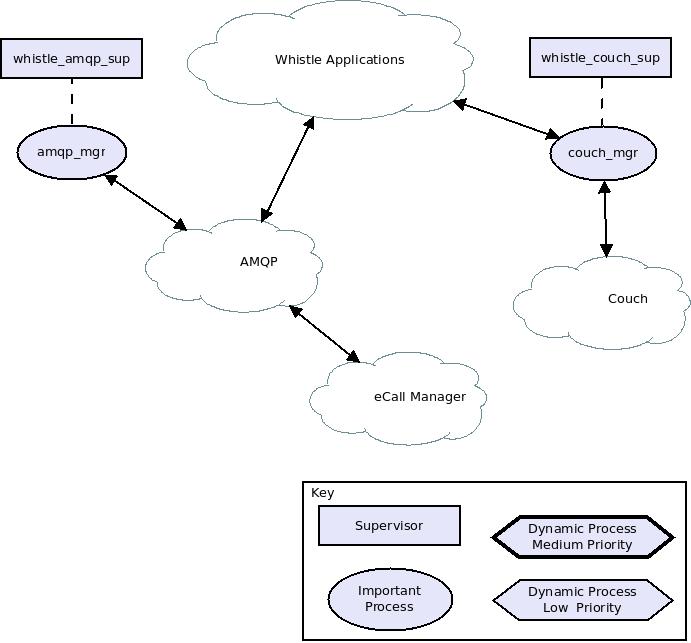 Whistle Applications
whistle_amqp_sup
whistle_couch_sup
amqp_mgr
couch_mgr
AMQP
Couch
eCall Manager
Key
Supervisor
Dynamic Process
Medium Priority
Important
Process
Dynamic Process
Low Priority